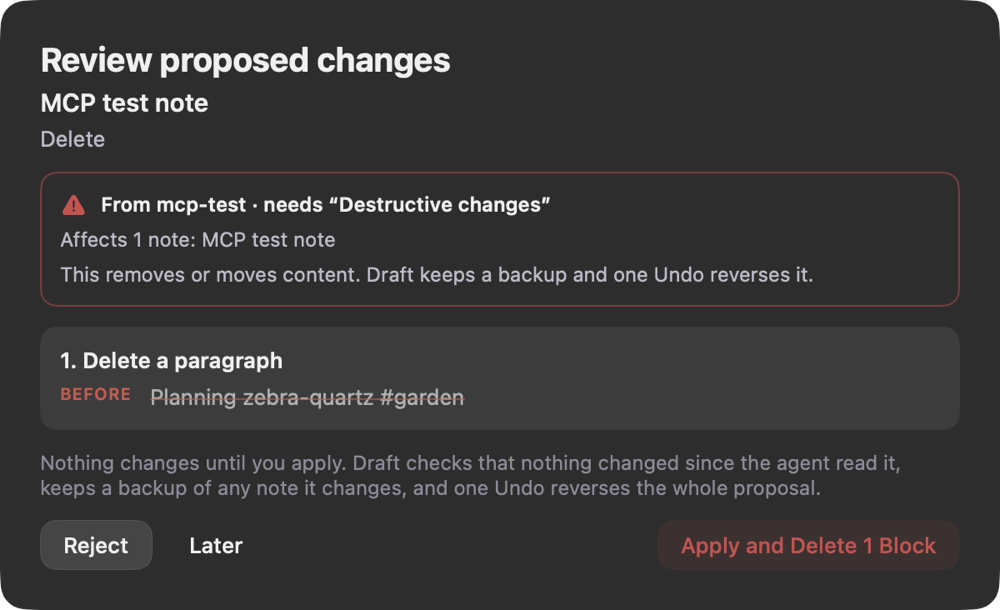 Review proposed changes
MCP test note
Delete
From mcp-test · needs “Destructive changes”
Affects 1 note: MCP test note
This removes or moves content. Draft keeps a backup and one Undo reverses it.
1. Delete a paragraph
BEFORE Planning zebra-quartz #garden
Nothing changes until you apply. Draft checks that nothing changed since the agent read it,
keeps a backup of any note it changes, and one Undo reverses the whole proposal.
Reject Later Apply and Delete 1 Block